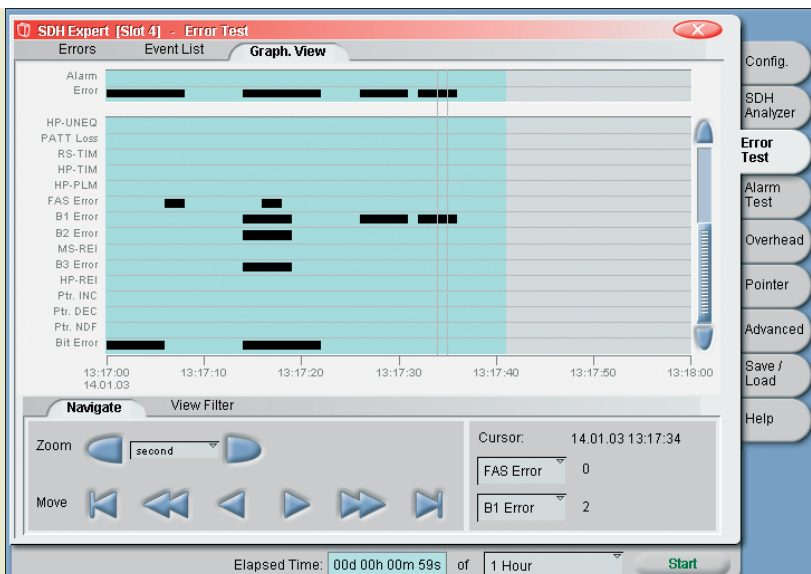 SDH Expert [Slot 4] - Error Test
Errors Event List Graph. View
Alarm
Error
HP-UNEQ
PATT Loss
RS-TIM
HP-TIM
HP-PLM
FAS Error
B1 Error
B2 Error
MS-REI
B3 Error
HP-REI
Ptr. INC
Ptr. DEC
Ptr. NDF
Bit Error
13:17:00 13:17:10 13:17:20 13:17:30 13:17:40 13:17:50 13:18:00
14.01.03
Navigate View Filter
Zoom second
Move
Cursor: 14.01.03 13:17:34
FAS Error 0
B1 Error 2
Elapsed Time: 00d 00h 00m 59s of 1 Hour Start
Config.
SDH
Analyzer
Error
Test
Alarm
Test
Overhead
Pointer
Advanced
Save /
Load
Help